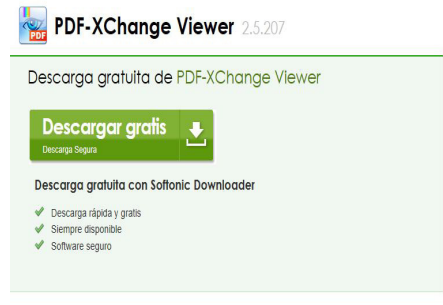 PDF
PDF-XChange Viewer 2.5.207
Descarga gratuita de PDF-XChange Viewer
Descargar gratis
Descarga Segura
Descarga gratuita con Softonic Downloader
Descarga rápida y gratis
Siempre disponible
Software seguro